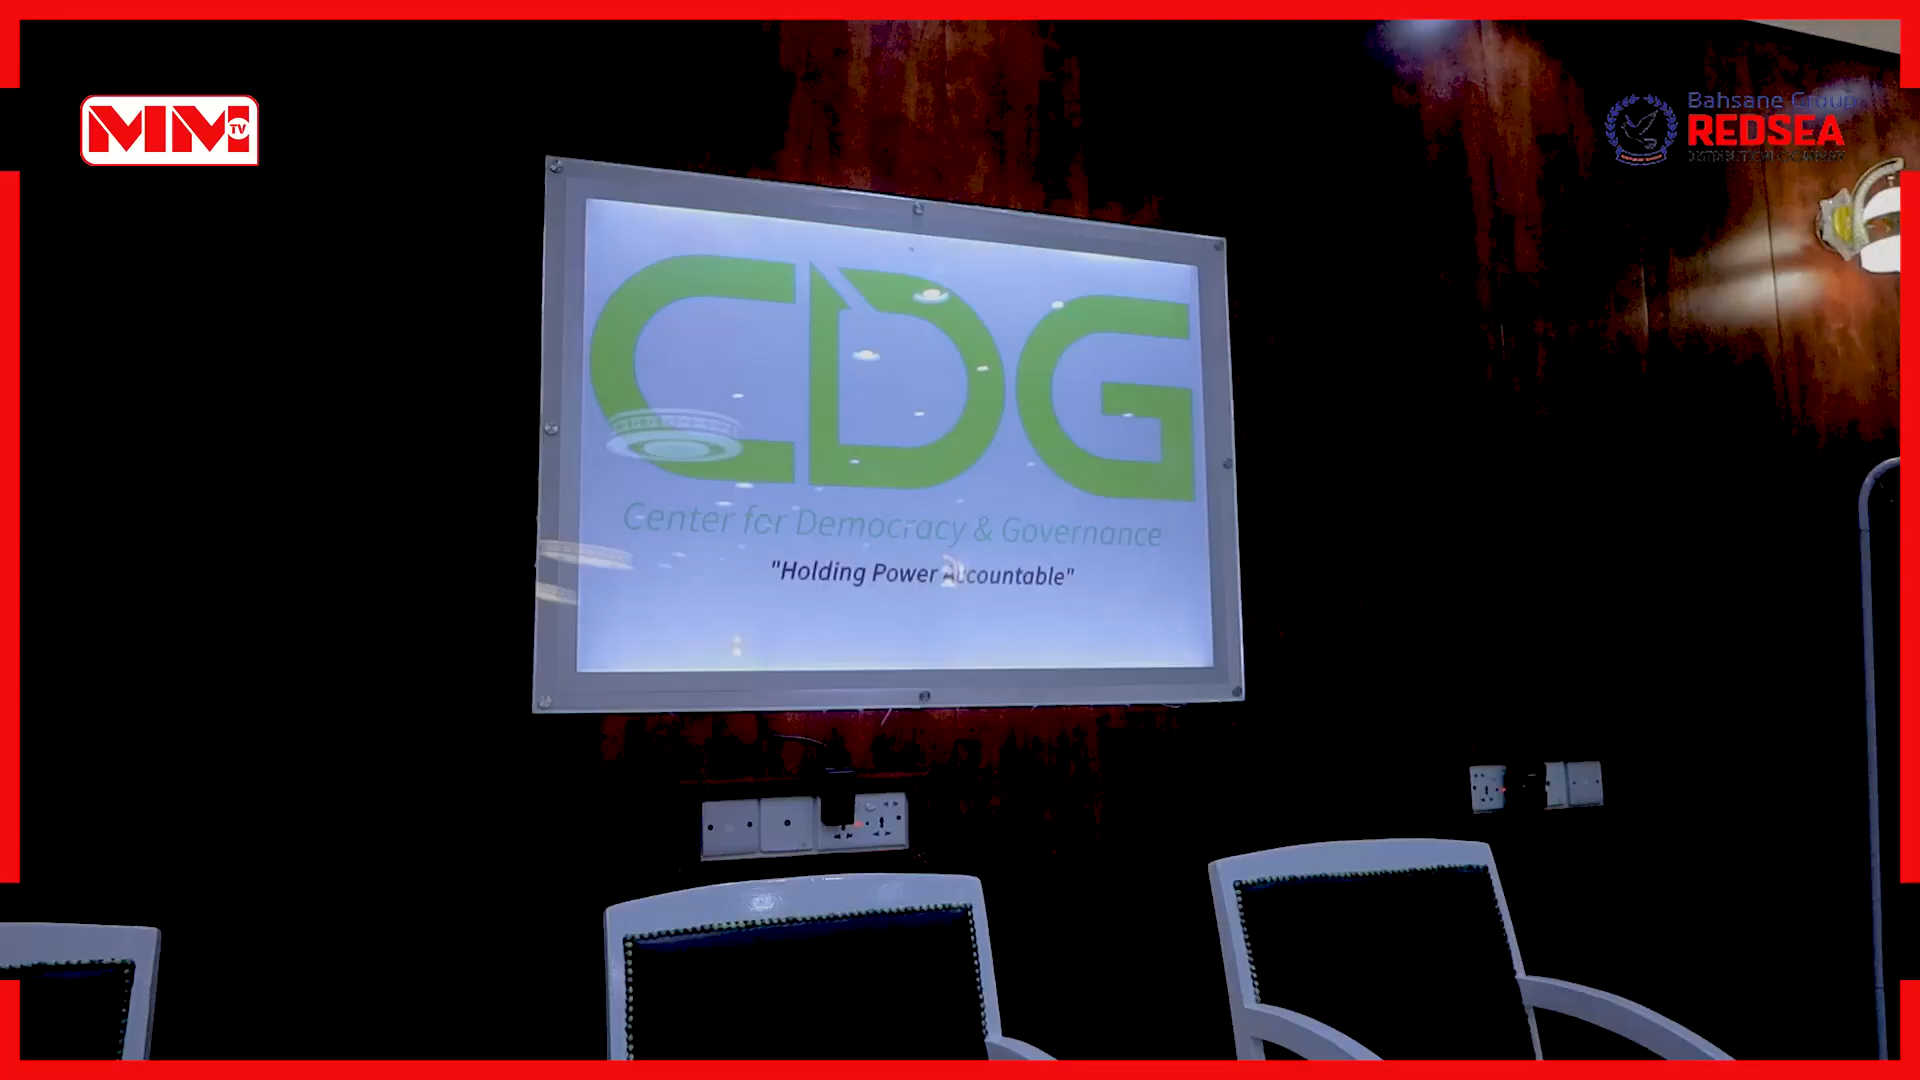 MM TV
Bahsane Group
REDSEA
CDG
Center for Democracy & Governance
"Holding Power Accountable"